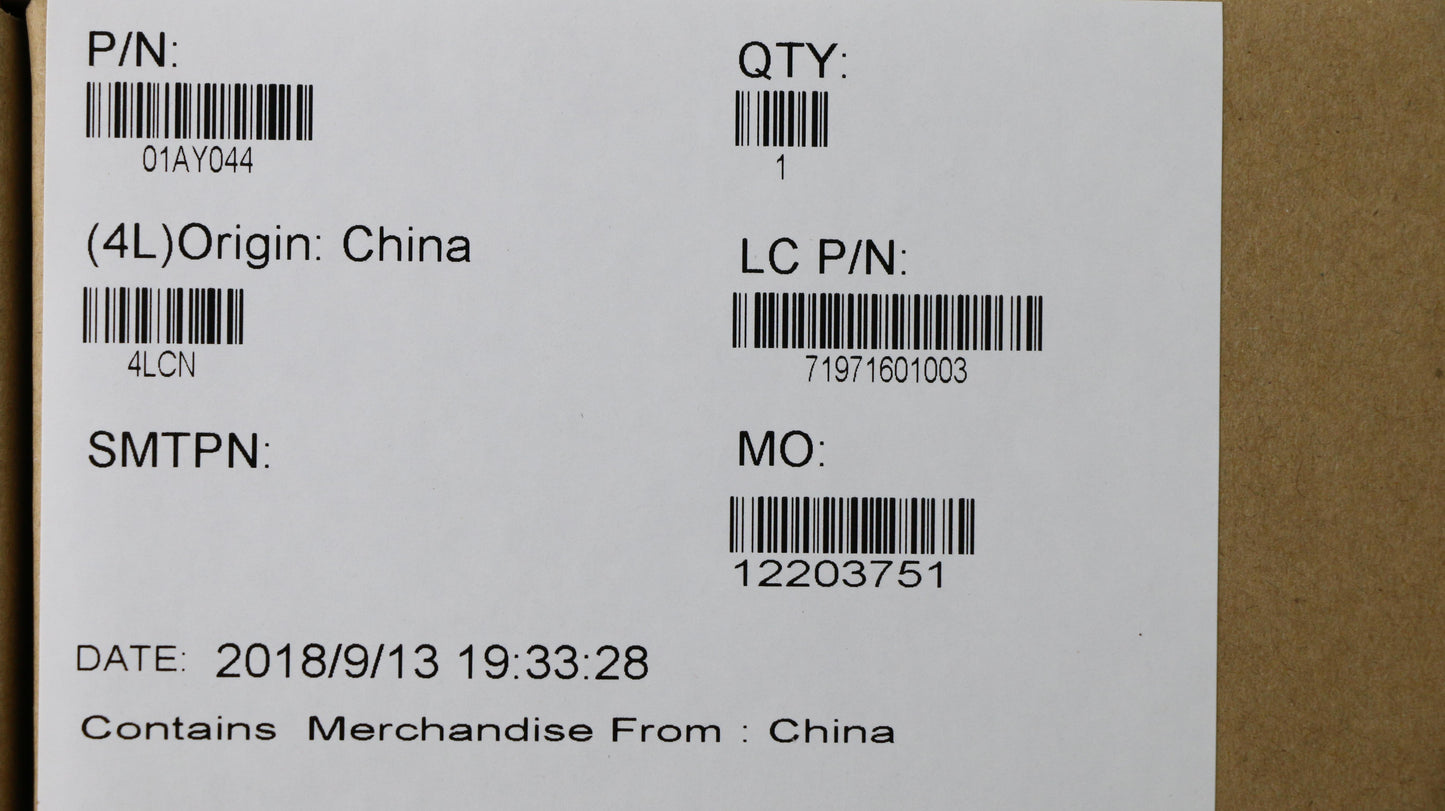 P/N:
01AY044
QTY:
1
(4L)Origin: China
4LCN
LC P/N:
71971601003
SMTPN:
MO:
12203751
DATE: 2018/9/13 19:33:28
Contains Merchandise From : China